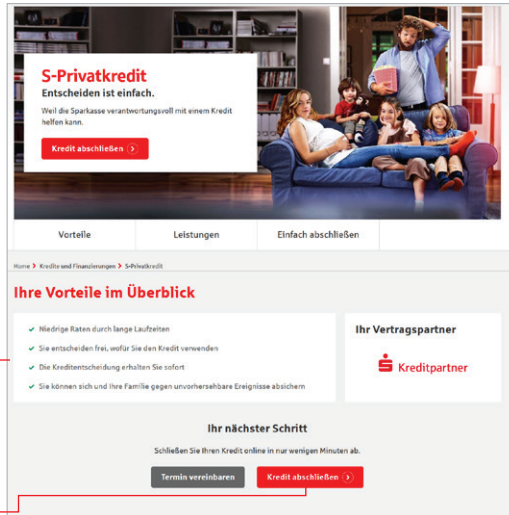 S-Privatkredit
Entscheiden ist einfach.
Weil die Sparkasse verantwortungsvoll mit einem Kredit
helfen kann.
Kredit abschließen
Vorteile
Leistungen
Einfach abschließen
Home > Kredite und Finanzierungen > S-Privatkredit
Ihre Vorteile im Überblick
Niedrige Raten durch lange Laufzeiten
Sie entscheiden frei, wofür Sie den Kredit verwenden
Die Kreditentscheidung erhalten Sie sofort
Sie können sich und Ihre Familie gegen unvorhersehbare Ereignisse absichern
Ihr Vertragspartner
Kreditpartner
Ihr nächster Schritt
Schließen Sie Ihren Kredit online in nur wenigen Minuten ab.
Termin vereinbaren
Kredit abschließen